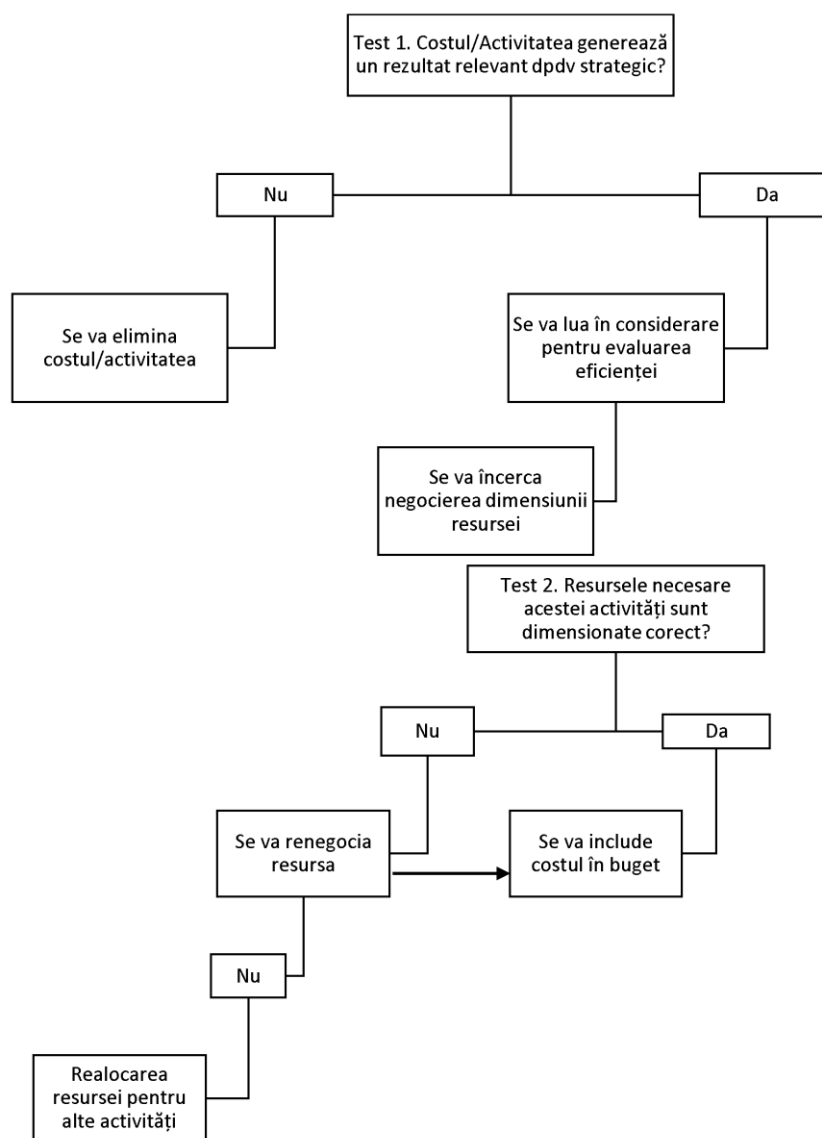 Test 1. Costul/Activitatea generează
un rezultat relevant dpdv strategic?
Nu
Da
Se va elimina
costul/activitatea
Se va lua în considerare
pentru evaluarea
eficienței
Se va încerca
negocierea dimensiunii
resursei
Test 2. Resursele necesare
acestei activități sunt
dimensionate corect?
Nu
Da
Se va renegocia
resursa
Se va include
costul în buget
Nu
Realocarea
resursei pentru
alte activități